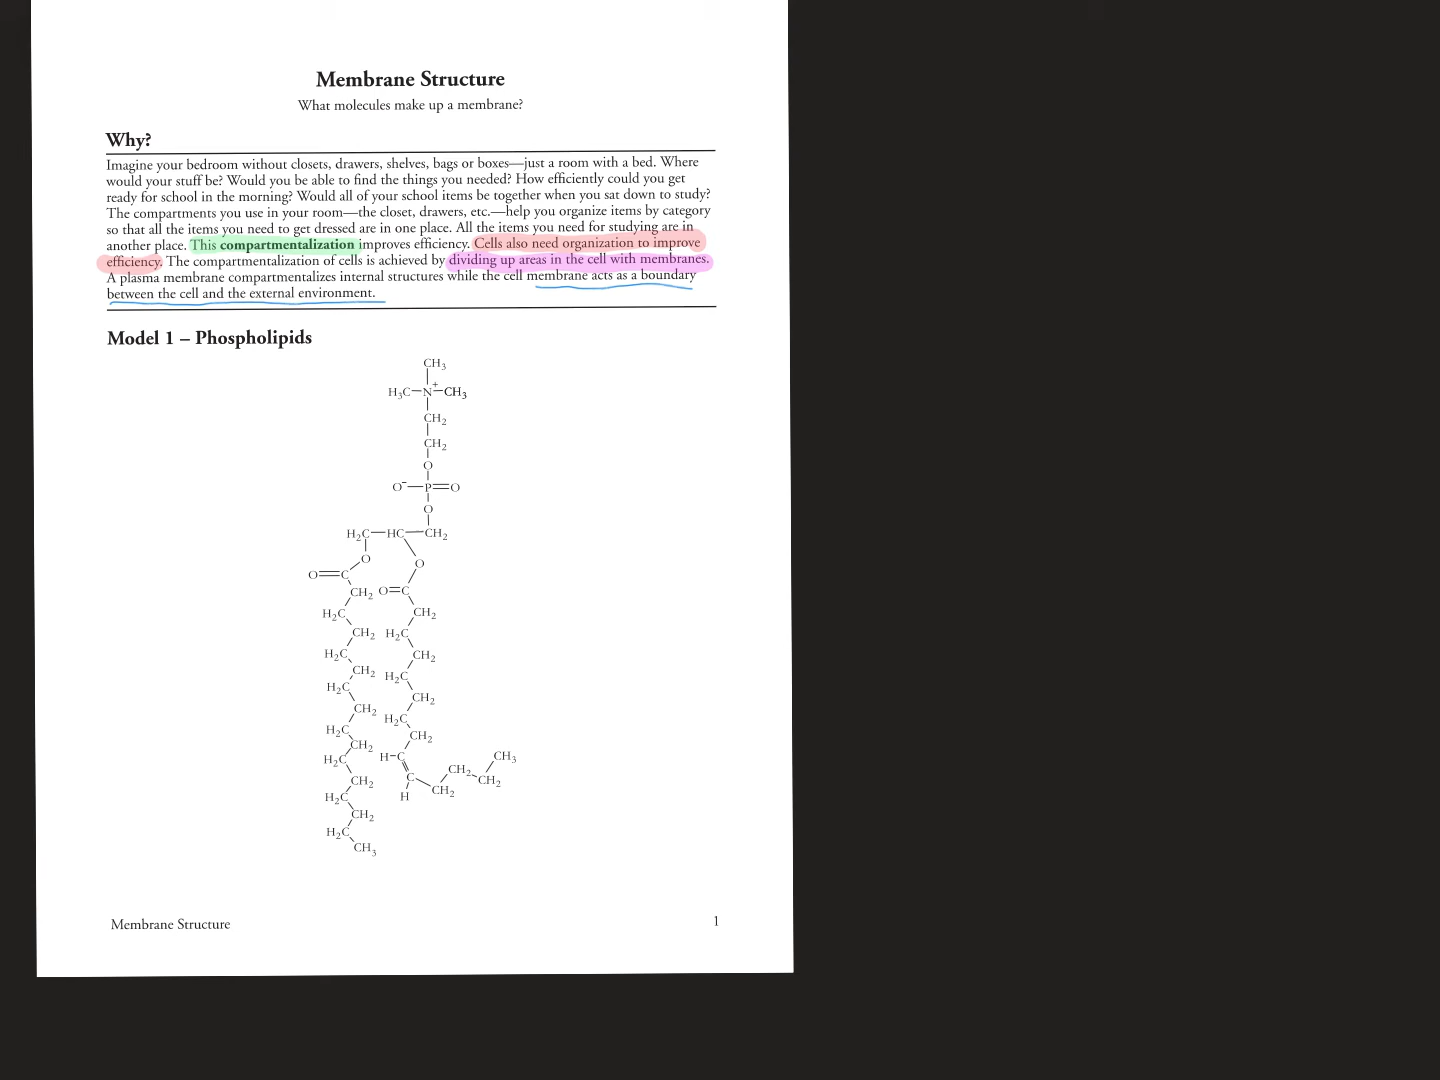 Membrane Structure
What molecules make up a membrane?
Why?
Imagine your bedroom without closets, drawers, shelves, bags or boxes—just a room with a bed. Where
would your stuff be? Would you be able to find the things you needed? How efficiently could you get
ready for school in the morning? Would all of your school items be together when you sat down to study?
The compartments you use in your room—the closet, drawers, etc.—help you organize items by category
so that all the items you need to get dressed are in one place. All the items you need for studying are in
another place. This compartmentalization improves efficiency. Cells also need organization to improve
efficiency. The compartmentalization of cells is achieved by dividing up areas in the cell with membranes.
A plasma membrane compartmentalizes internal structures while the cell membrane acts as a boundary
between the cell and the external environment.
Model 1 – Phospholipids
CH3
H3C—N+—CH3
CH2
CH2
O
O-—P=O
O
H2C—HC—CH2
O
O
O=C
CH2 O=C
H2C CH2
CH2 H2C
H2C CH2
CH2 H2C
H2C CH2
CH2 H2C
H2C CH2
CH2 H–C CH3
H2C CH2
CH2 C CH2
H2C H CH2
CH2
H2C
CH3
Membrane Structure 1